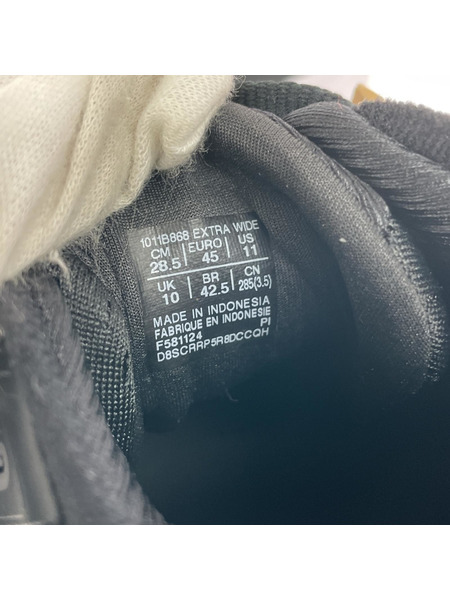 1011B868 EXTRA WIDE
CM EURO US
28.5 45 11
UK BR CN
10 42.5 285(3.5)
MADE IN INDONESIA
FABRIQUE EN INDONESIE
F581124 PI
D8SCRRP5R8DCCQH